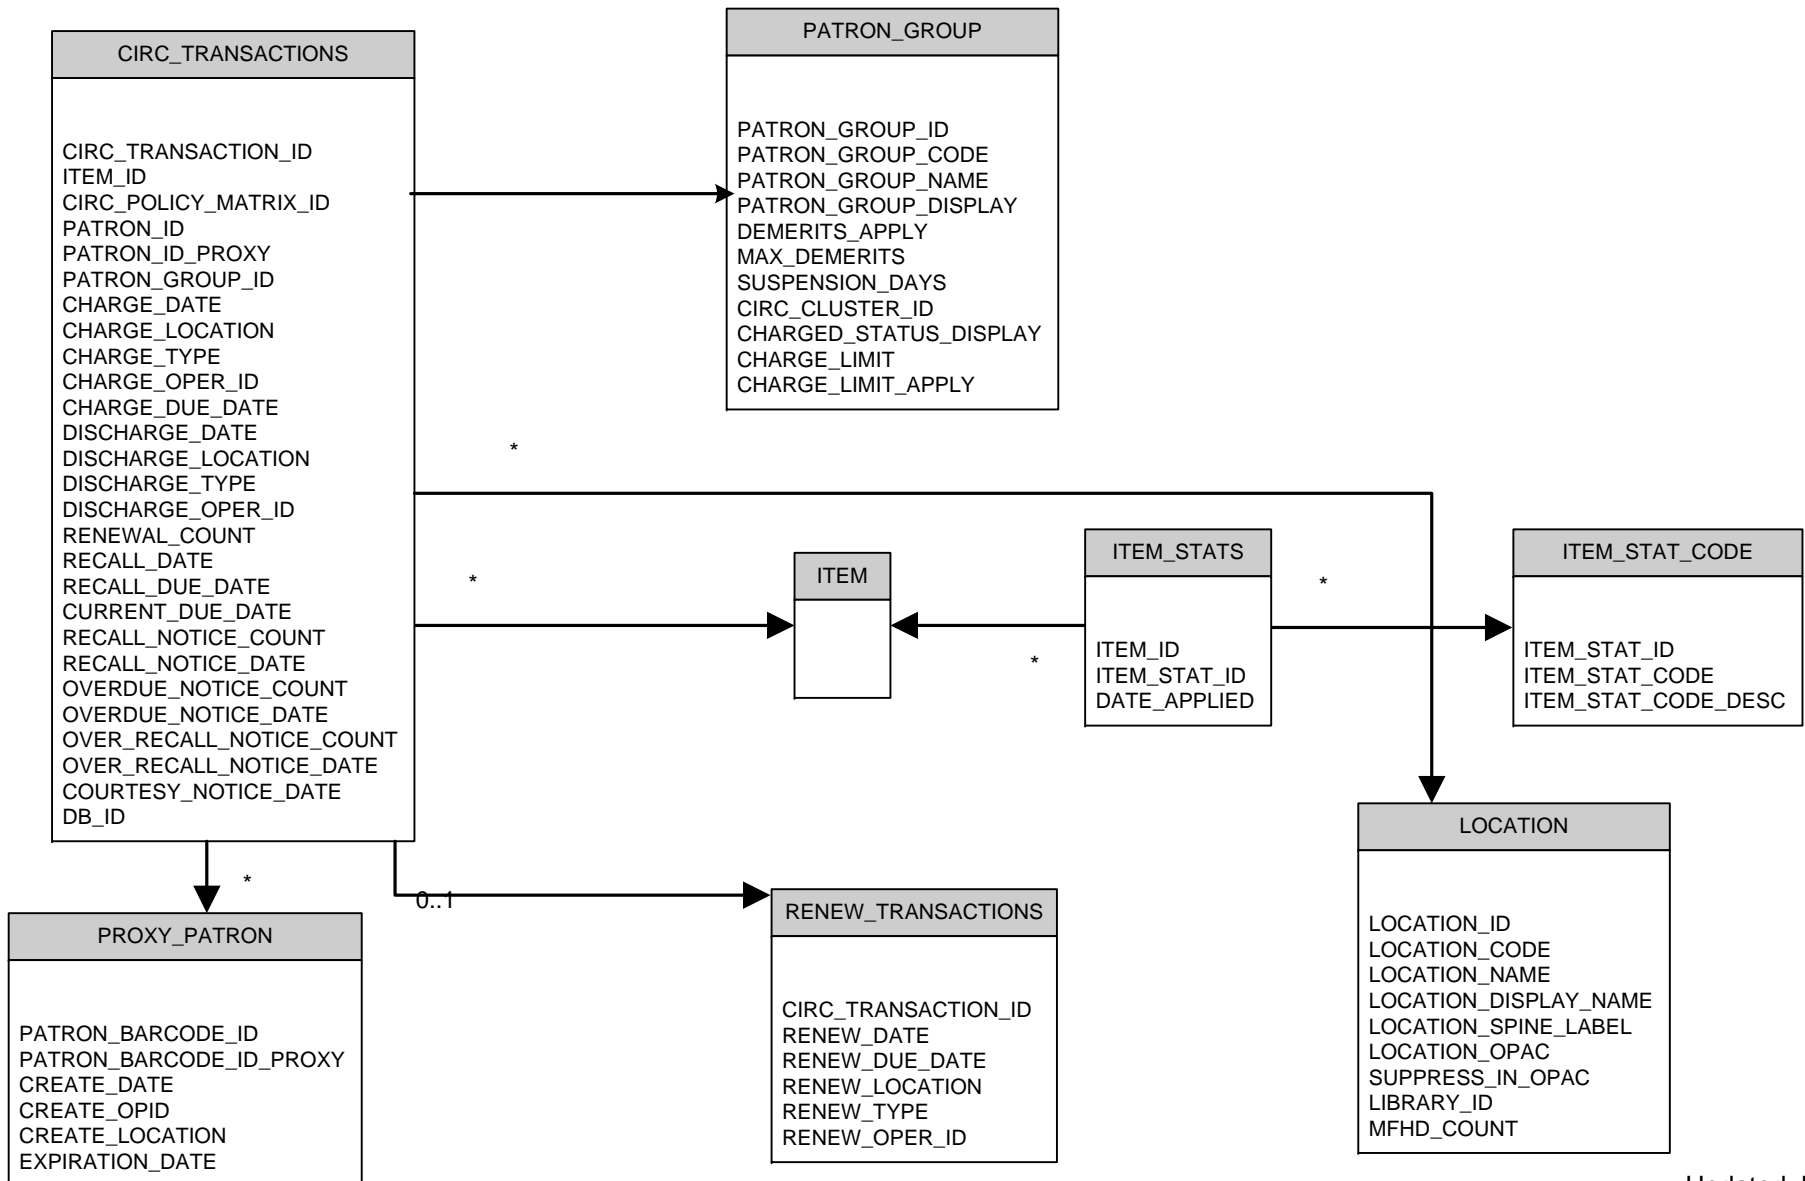 CIRC_TRANSACTIONS
CIRC_TRANSACTION_ID
ITEM_ID
CIRC_POLICY_MATRIX_ID
PATRON_ID
PATRON_ID_PROXY
PATRON_GROUP_ID
CHARGE_DATE
CHARGE_LOCATION
CHARGE_TYPE
CHARGE_OPER_ID
CHARGE_DUE_DATE
DISCHARGE_DATE
DISCHARGE_LOCATION
DISCHARGE_TYPE
DISCHARGE_OPER_ID
RENEWAL_COUNT
RECALL_DATE
RECALL_DUE_DATE
CURRENT_DUE_DATE
RECALL_NOTICE_COUNT
RECALL_NOTICE_DATE
OVERDUE_NOTICE_COUNT
OVERDUE_NOTICE_DATE
OVER_RECALL_NOTICE_COUNT
OVER_RECALL_NOTICE_DATE
COURTESY_NOTICE_DATE
DB_ID
PATRON_GROUP
PATRON_GROUP_ID
PATRON_GROUP_CODE
PATRON_GROUP_NAME
PATRON_GROUP_DISPLAY
DEMERITS_APPLY
MAX_DEMERITS
SUSPENSION_DAYS
CIRC_CLUSTER_ID
CHARGED_STATUS_DISPLAY
CHARGE_LIMIT
CHARGE_LIMIT_APPLY
*
*
ITEM
*
ITEM_STATS
ITEM_ID
ITEM_STAT_ID
DATE_APPLIED
*
ITEM_STAT_CODE
ITEM_STAT_ID
ITEM_STAT_CODE
ITEM_STAT_CODE_DESC
*
PROXY_PATRON
PATRON_BARCODE_ID
PATRON_BARCODE_ID_PROXY
CREATE_DATE
CREATE_OPID
CREATE_LOCATION
EXPIRATION_DATE
0..1
RENEW_TRANSACTIONS
CIRC_TRANSACTION_ID
RENEW_DATE
RENEW_DUE_DATE
RENEW_LOCATION
RENEW_TYPE
RENEW_OPER_ID
LOCATION
LOCATION_ID
LOCATION_CODE
LOCATION_NAME
LOCATION_DISPLAY_NAME
LOCATION_SPINE_LABEL
LOCATION_OPAC
SUPPRESS_IN_OPAC
LIBRARY_ID
MFHD_COUNT